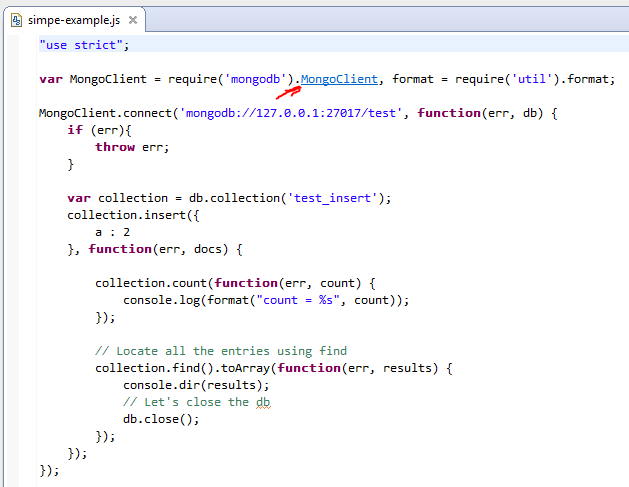 simpe-example.js
"use strict";
var MongoClient = require('mongodb').MongoClient, format = require('util').format;
MongoClient.connect('mongodb://127.0.0.1:27017/test', function(err, db) {
    if (err){
        throw err;
    }
    var collection = db.collection('test_insert');
    collection.insert({
        a : 2
    }, function(err, docs) {
        collection.count(function(err, count) {
            console.log(format("count = %s", count));
        });
        // Locate all the entries using find
        collection.find().toArray(function(err, results) {
            console.dir(results);
            // Let's close the db
            db.close();
        });
    });
});